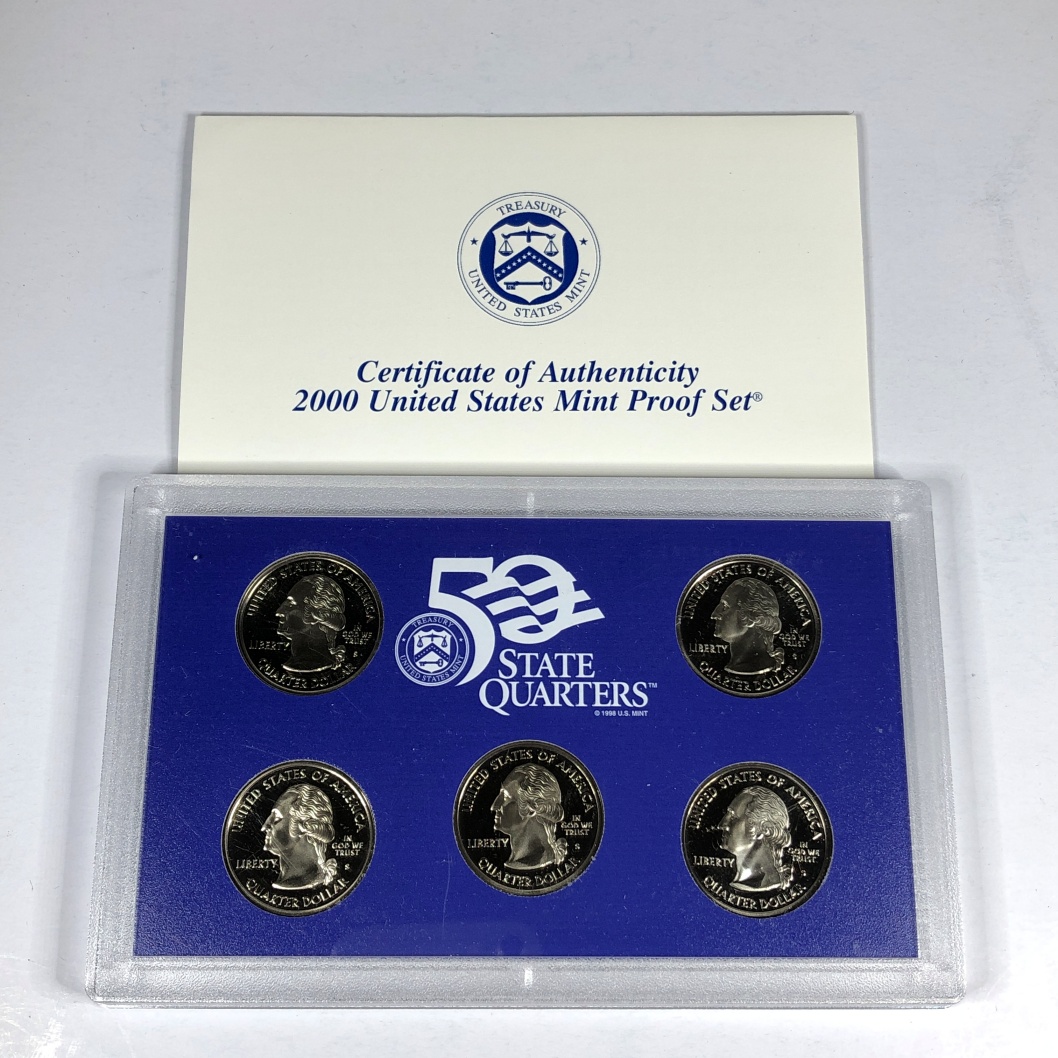 TREASURY
UNITED STATES MINT
Certificate of Authenticity
2000 United States Mint Proof Set®
50
TREASURY
UNITED STATES MINT
STATE
QUARTERS™
© 1998 U.S. MINT
UNITED STATES OF AMERICA
LIBERTY
IN
GOD WE
TRUST
S
QUARTER DOLLAR
UNITED STATES OF AMERICA
LIBERTY
IN
GOD WE
TRUST
S
QUARTER DOLLAR
UNITED STATES OF AMERICA
LIBERTY
IN
GOD WE
TRUST
S
QUARTER DOLLAR
UNITED STATES OF AMERICA
LIBERTY
IN
GOD WE
TRUST
S
QUARTER DOLLAR
UNITED STATES OF AMERICA
LIBERTY
IN
GOD WE
TRUST
QUARTER DOLLAR